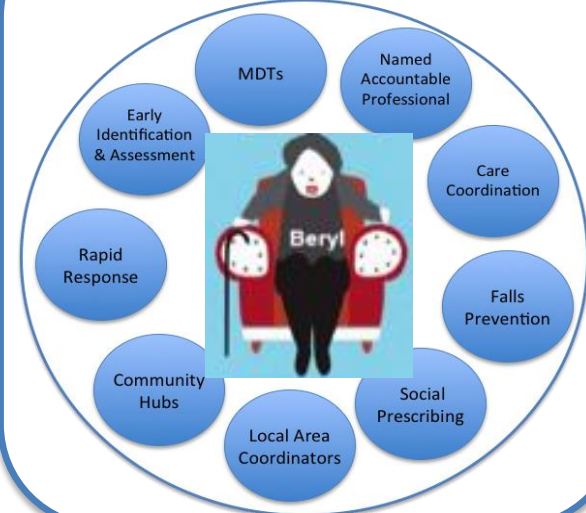 MDTs
Named
Accountable
Professional
Care
Coordination
Falls
Prevention
Social
Prescribing
Local Area
Coordinators
Community
Hubs
Rapid
Response
Early
Identification
& Assessment
Beryl